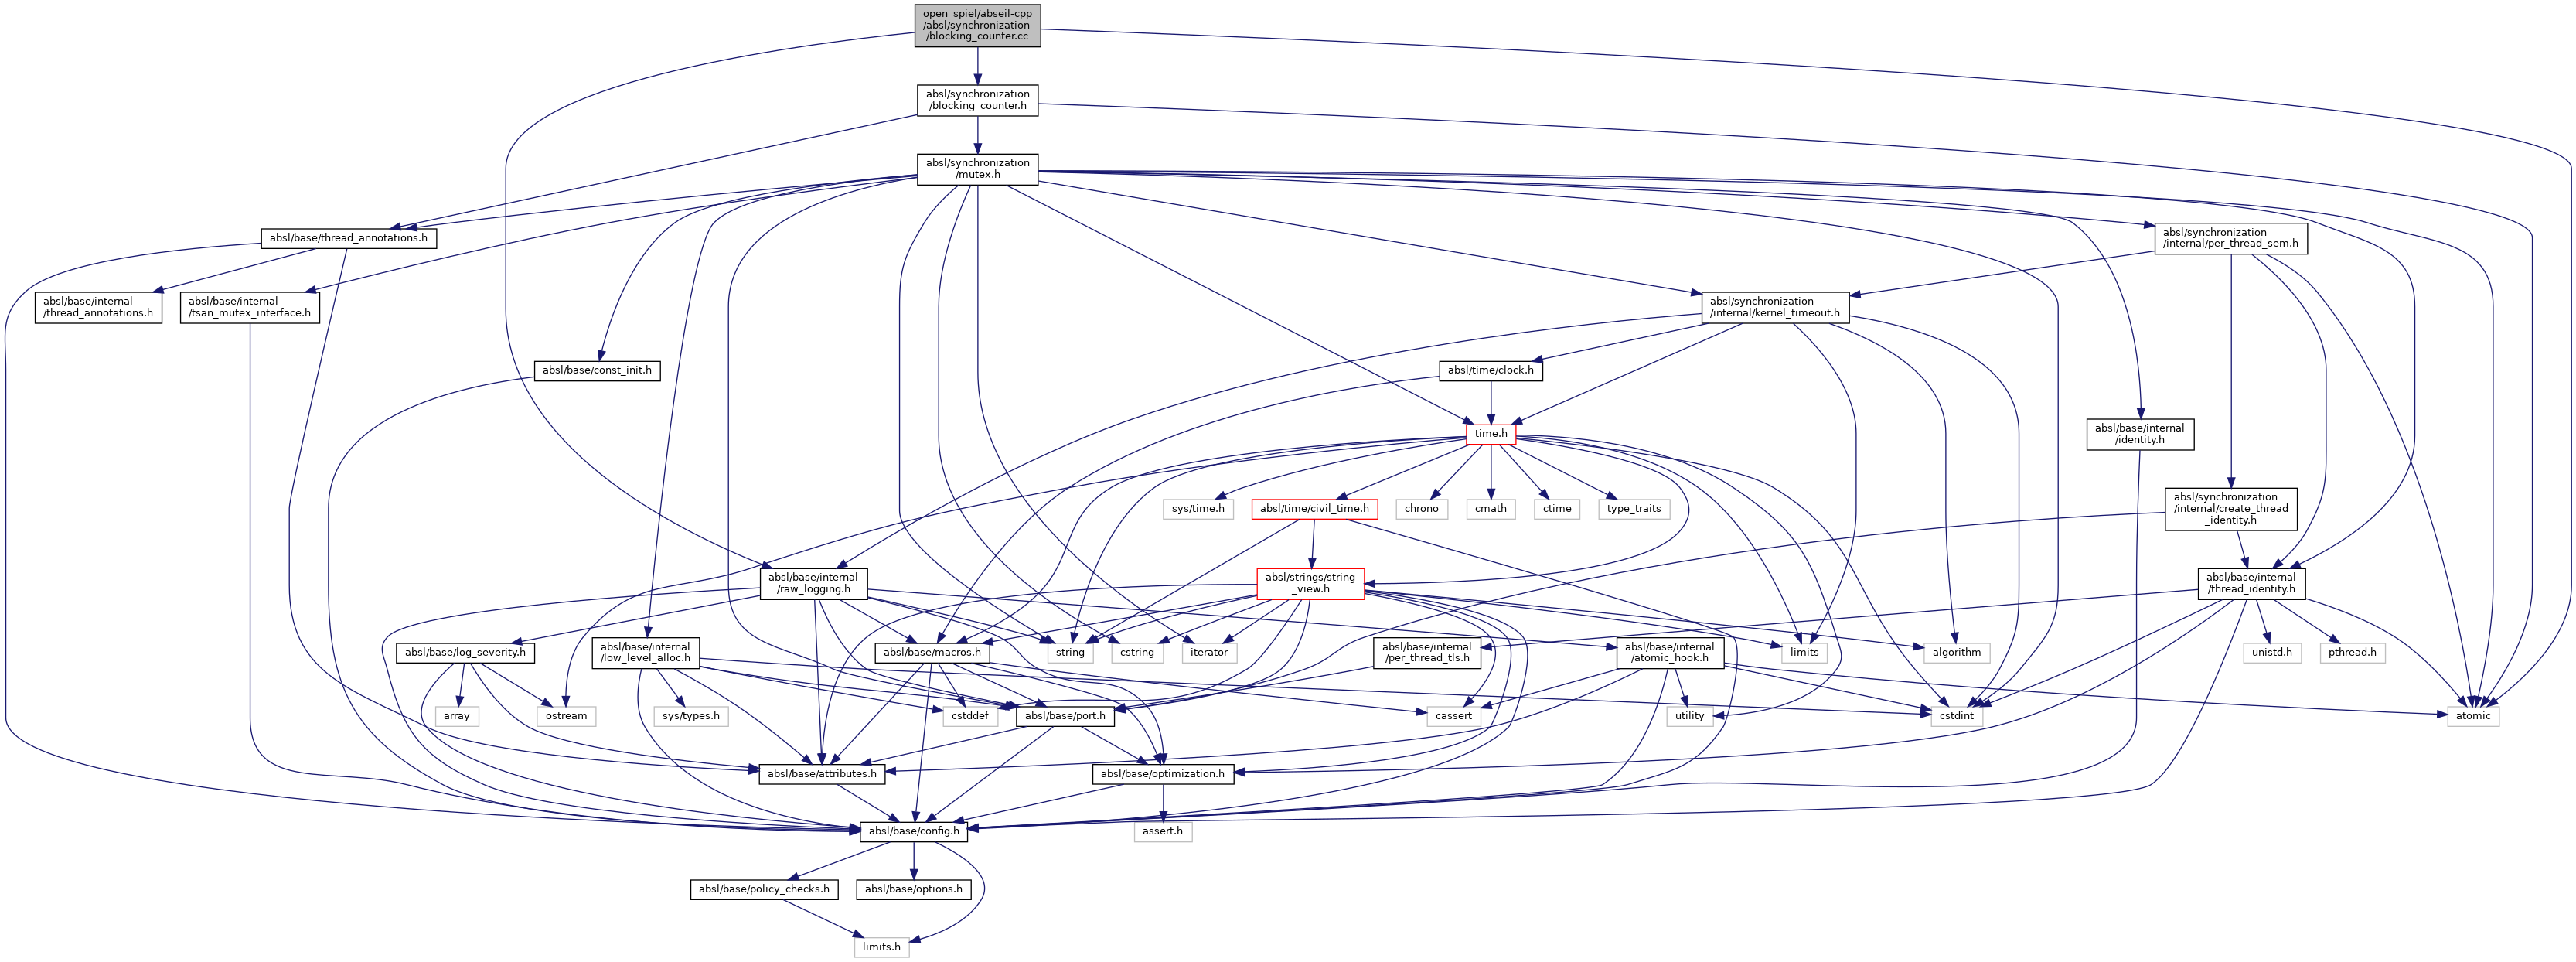 open_spiel/abseil-cpp
/absl/synchronization
/blocking_counter.cc
absl/synchronization
/blocking_counter.h
absl/synchronization
/mutex.h
absl/base/thread_annotations.h
absl/synchronization
/internal/per_thread_sem.h
absl/base/internal
/thread_annotations.h
absl/base/internal
/tsan_mutex_interface.h
absl/synchronization
/internal/kernel_timeout.h
absl/base/const_init.h
absl/time/clock.h
time.h
absl/base/internal
/identity.h
sys/time.h
absl/time/civil_time.h
chrono
cmath
ctime
type_traits
absl/synchronization
/internal/create_thread
_identity.h
absl/base/internal
/raw_logging.h
absl/strings/string
_view.h
absl/base/internal
/thread_identity.h
absl/base/log_severity.h
absl/base/internal
/low_level_alloc.h
absl/base/macros.h
string
cstring
iterator
absl/base/internal
/per_thread_tls.h
absl/base/internal
/atomic_hook.h
limits
algorithm
unistd.h
pthread.h
array
ostream
sys/types.h
cstddef
absl/base/port.h
cassert
utility
cstdint
atomic
absl/base/attributes.h
absl/base/optimization.h
absl/base/config.h
assert.h
absl/base/policy_checks.h
absl/base/options.h
limits.h